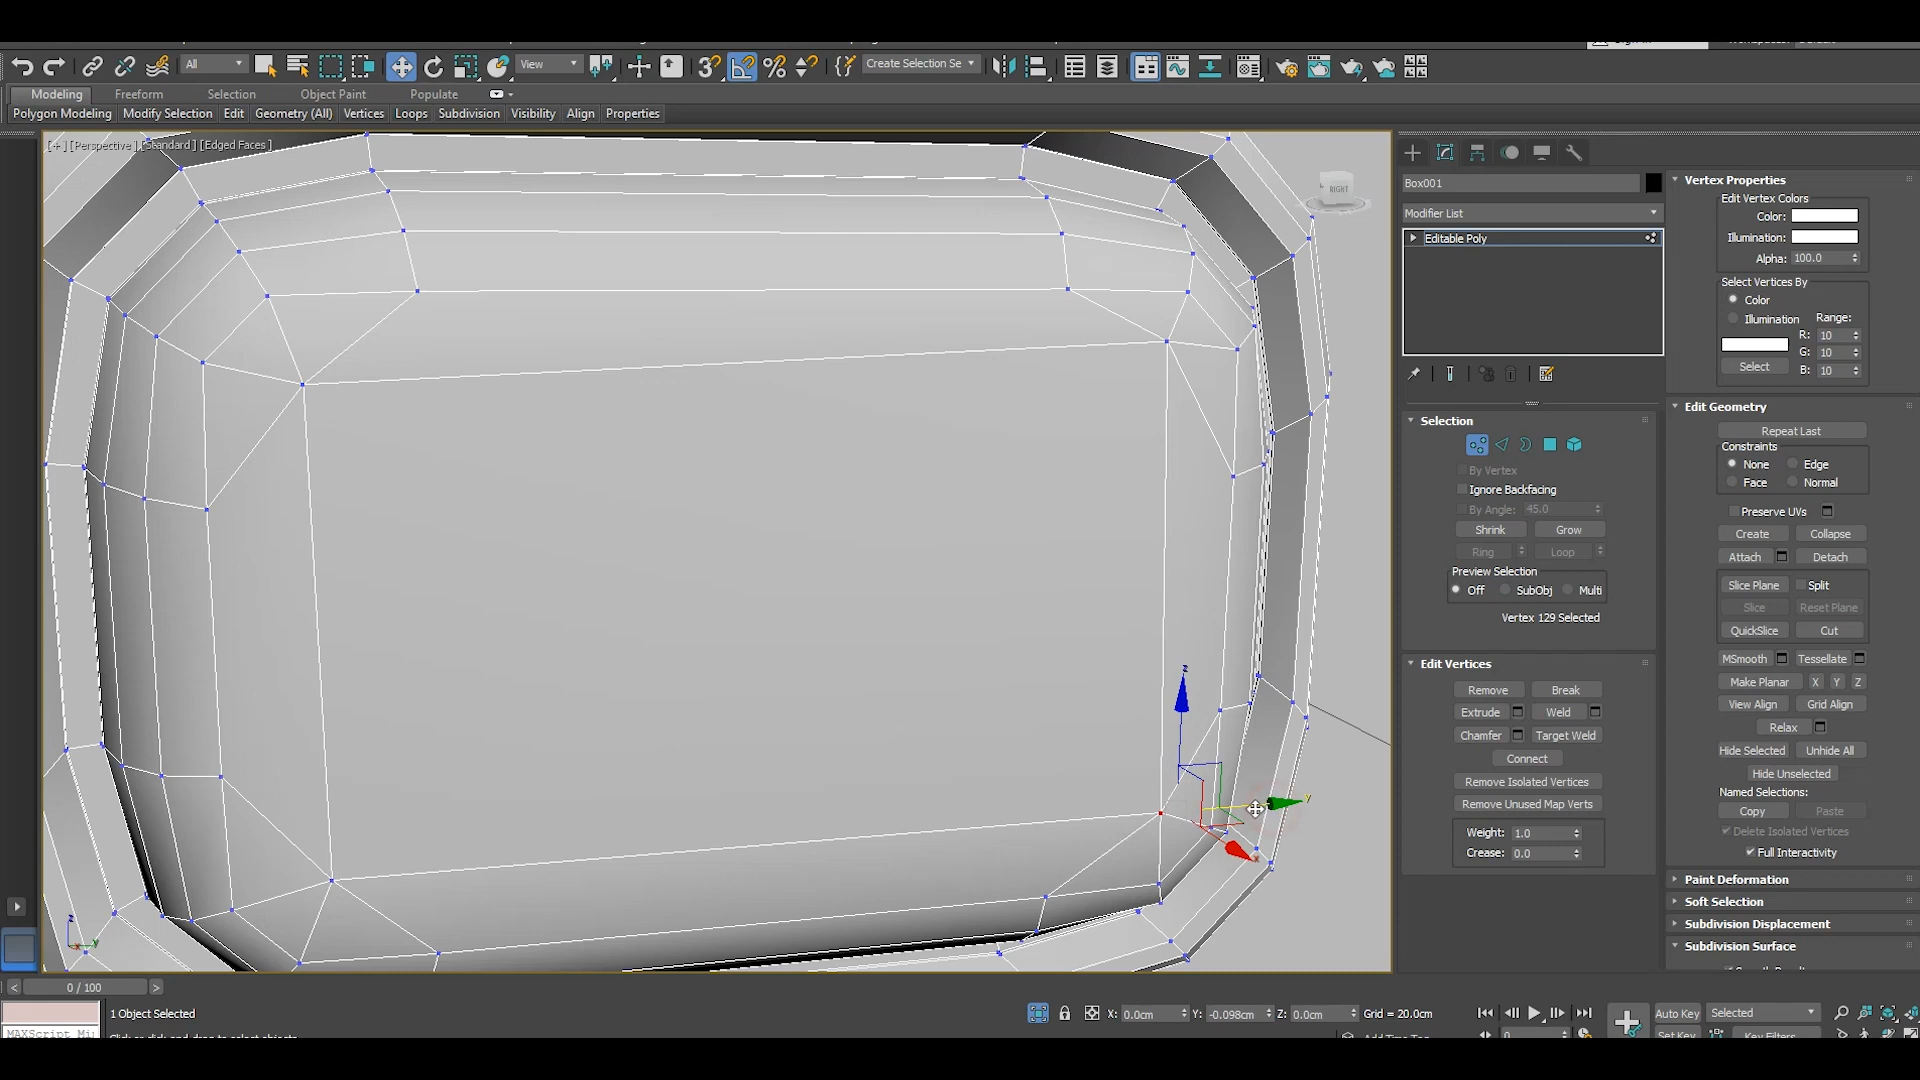 All
View
Create Selection Se
Modeling
Freeform
Selection
Object Paint
Populate
Polygon Modeling
Modify Selection
Edit
Geometry (All)
Vertices
Loops
Subdivision
Visibility
Align
Properties
[+] [Perspective] [Standard] [Edged Faces]
RIGHT
Box001
Modifier List
Editable Poly
Selection
By Vertex
Ignore Backfacing
By Angle: 45.0
Shrink
Grow
Ring
Loop
Preview Selection
Off
SubObj
Multi
Vertex 129 Selected
Edit Vertices
Remove
Break
Extrude
Weld
Chamfer
Target Weld
Connect
Remove Isolated Vertices
Remove Unused Map Verts
Weight: 1.0
Crease: 0.0
Vertex Properties
Edit Vertex Colors
Color:
Illumination:
Alpha: 100.0
Select Vertices By
Color
Illumination
Range:
R: 10
G: 10
B: 10
Select
Edit Geometry
Repeat Last
Constraints
None
Edge
Face
Normal
Preserve UVs
Create
Collapse
Attach
Detach
Slice Plane
Split
Slice
Reset Plane
QuickSlice
Cut
MSmooth
Tessellate
Make Planar
X
Y
Z
View Align
Grid Align
Relax
Hide Selected
Unhide All
Hide Unselected
Named Selections:
Copy
Paste
Delete Isolated Vertices
Full Interactivity
Paint Deformation
Soft Selection
Subdivision Displacement
Subdivision Surface
z
y
x
z
x
y
< 0 / 100 >
1 Object Selected
X: 0.0cm
Y: -0.098cm
Z: 0.0cm
Grid = 20.0cm
Auto Key
Selected